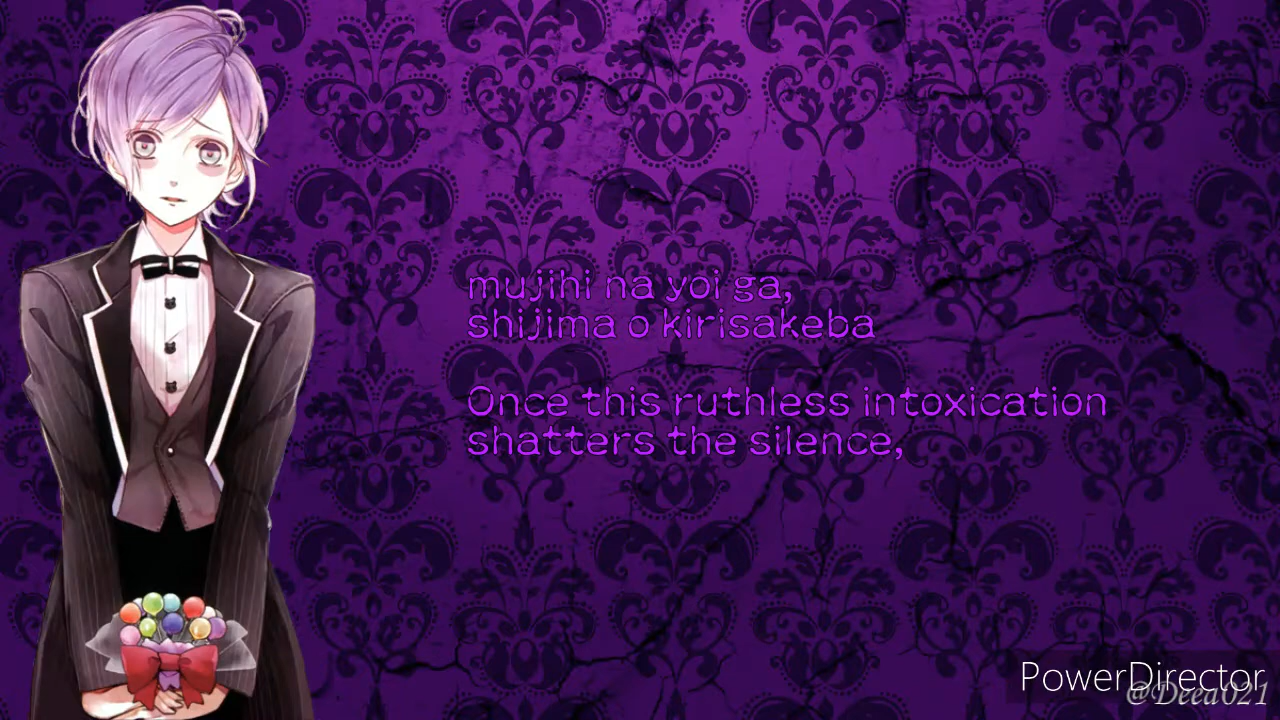 mujihi na yoi ga,
shijima o kirisakeba
Once this ruthless intoxication
shatters the silence,
PowerDirector
@Deea021